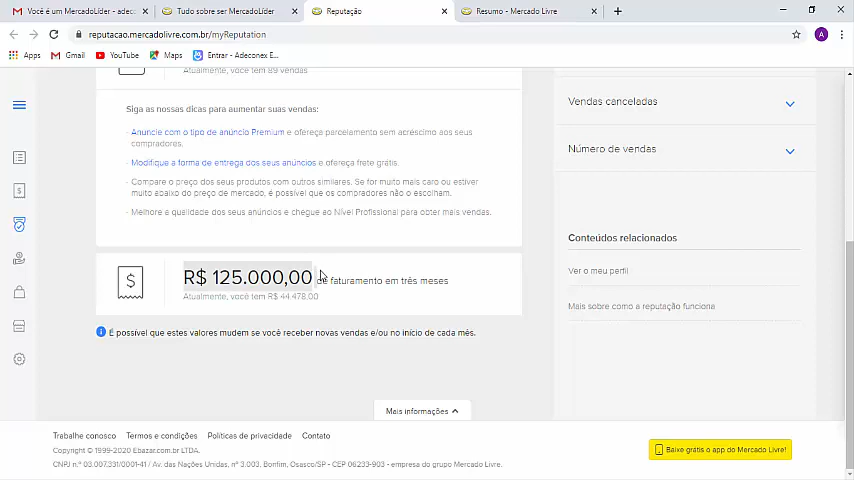 Você é um MercadoLíder - adeco
Tudo sobre ser MercadoLíder
Reputação
Resumo - Mercado Livre
reputacao.mercadolivre.com.br/myReputation
A
Apps
Gmail
YouTube
Maps
Entrar - Adeconex E...
Atualmente, você tem 89 vendas
Siga as nossas dicas para aumentar suas vendas:
- Anuncie com o tipo de anúncio Premium e ofereça parcelamento sem acréscimo aos seus
compradores.
- Modifique a forma de entrega dos seus anúncios e ofereça frete grátis.
- Compare o preço dos seus produtos com outros similares. Se for muito mais caro ou estiver
muito abaixo do preço de mercado, é possível que os compradores não o escolham.
- Melhore a qualidade dos seus anúncios e chegue ao Nível Profissional para obter mais vendas.
R$ 125.000,00 de faturamento em três meses
Atualmente, você tem R$ 44.478,00
É possível que estes valores mudem se você receber novas vendas e/ou no início de cada mês.
Vendas canceladas
Número de vendas
Conteúdos relacionados
Ver o meu perfil
Mais sobre como a reputação funciona
Mais informações
Trabalhe conosco
Termos e condições
Políticas de privacidade
Contato
Copyright © 1999-2020 Ebazar.com.br LTDA.
CNPJ n.º 03.007.331/0001-41 / Av. das Nações Unidas, nº 3.003, Bonfim, Osasco/SP - CEP 06233-903 - empresa do grupo Mercado Livre.
Baixe grátis o app do Mercado Livre!